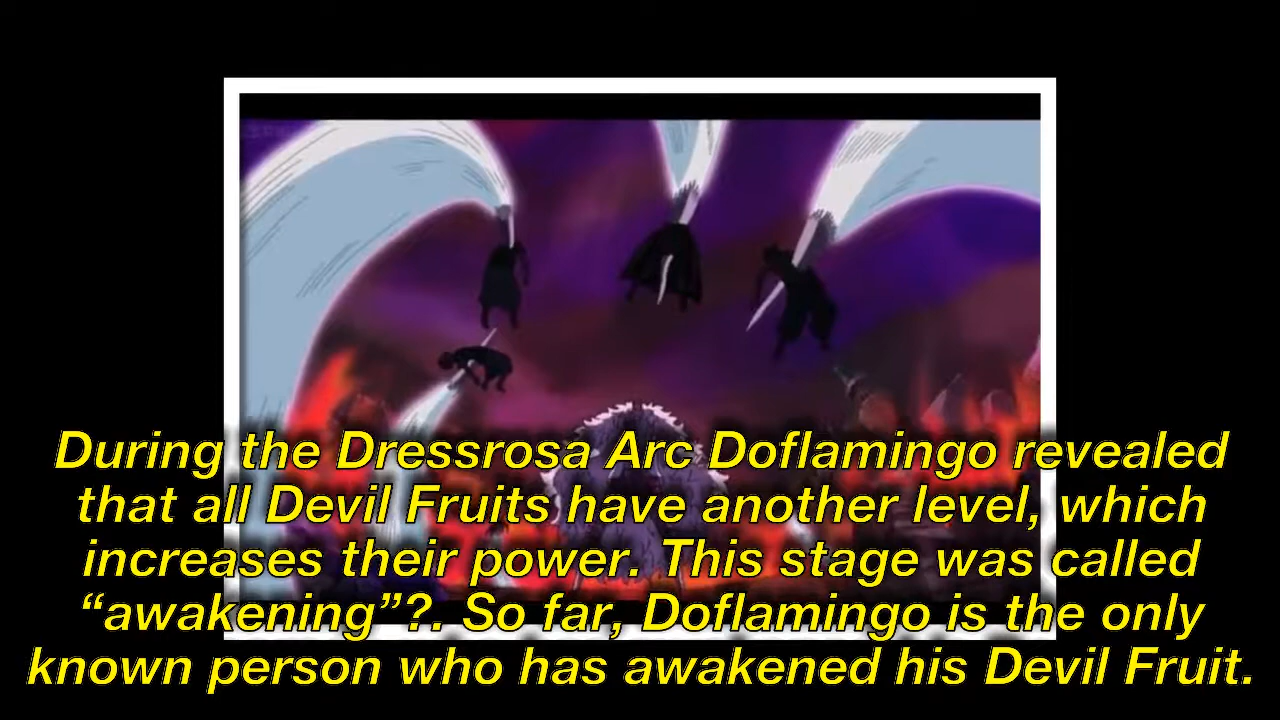 During the Dressrosa Arc Doflamingo revealed
that all Devil Fruits have another level, which
increases their power. This stage was called
“awakening”?. So far, Doflamingo is the only
known person who has awakened his Devil Fruit.